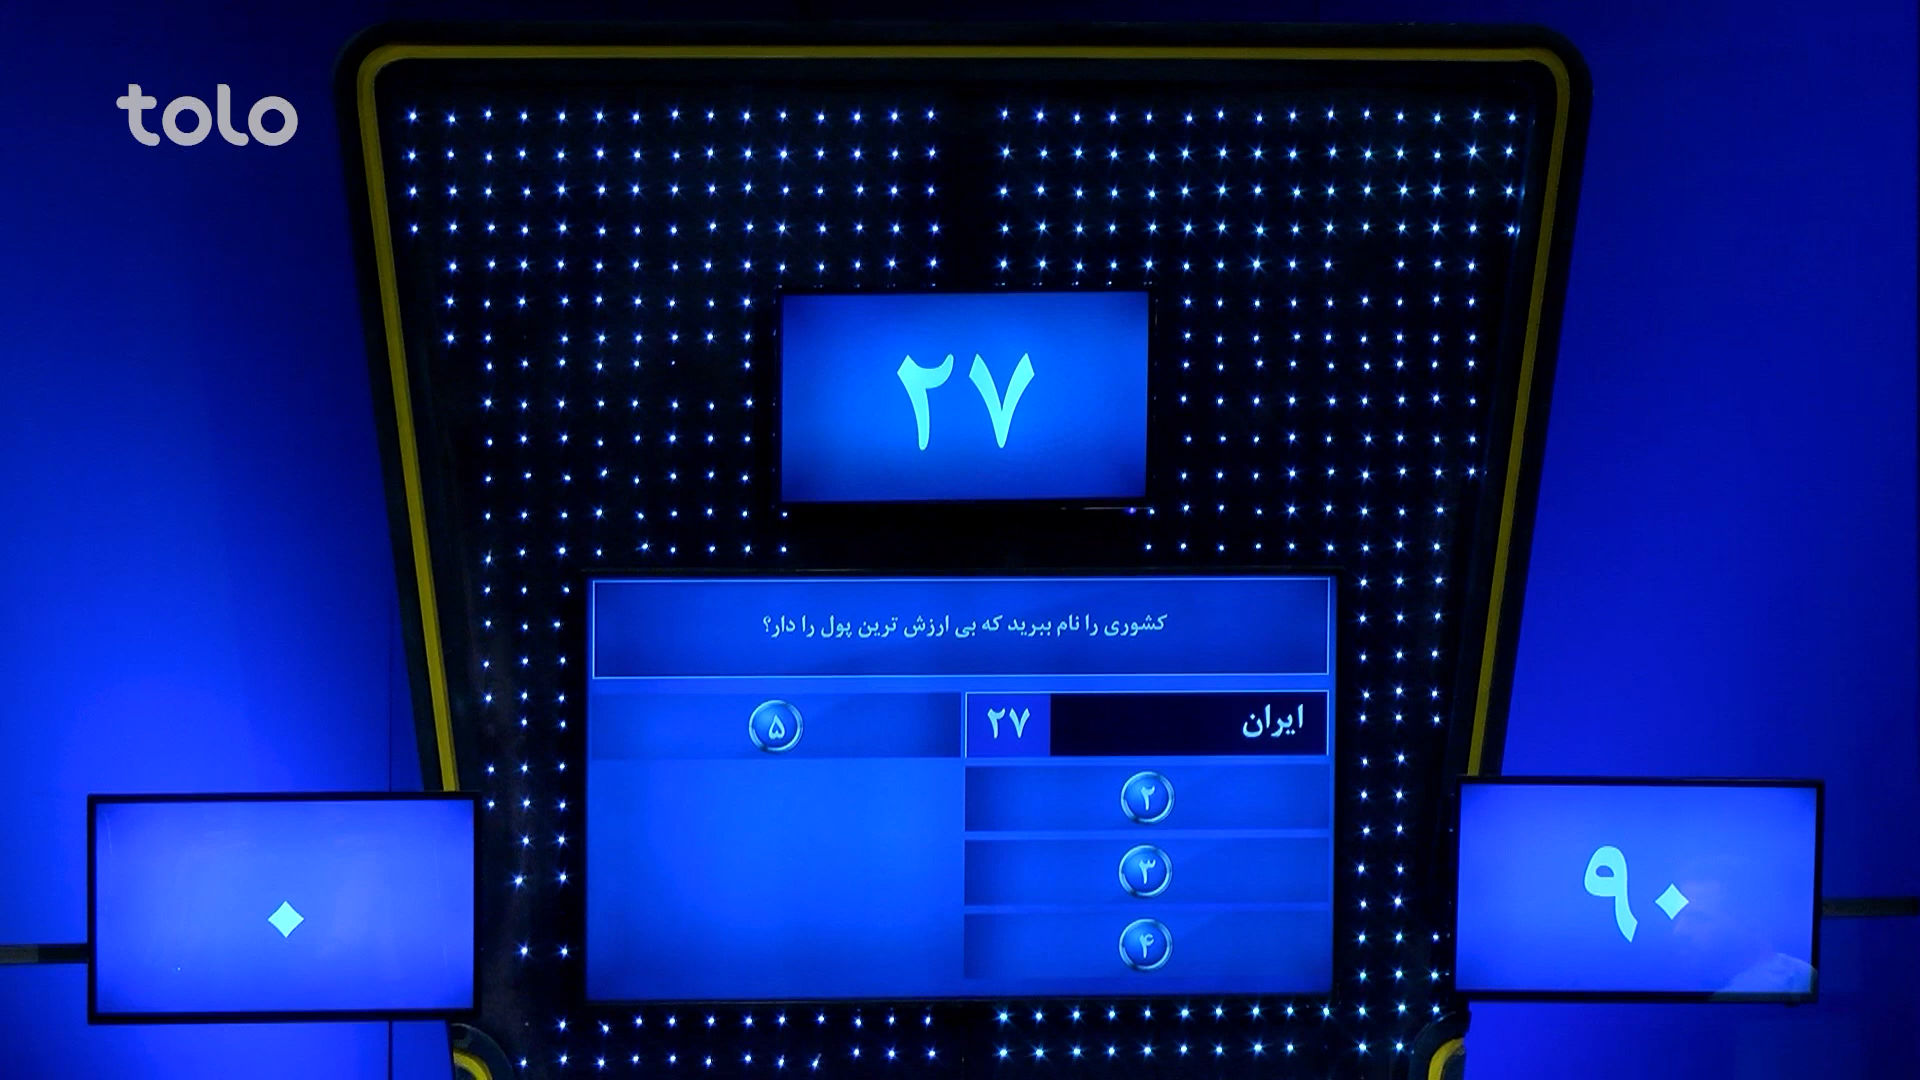 tolo
۲۷
کشوری را نام ببرید که بی ارزش ترین پول را دار؟
ایران ۲۷
۵
۲
۳
۴
۰
۹۰